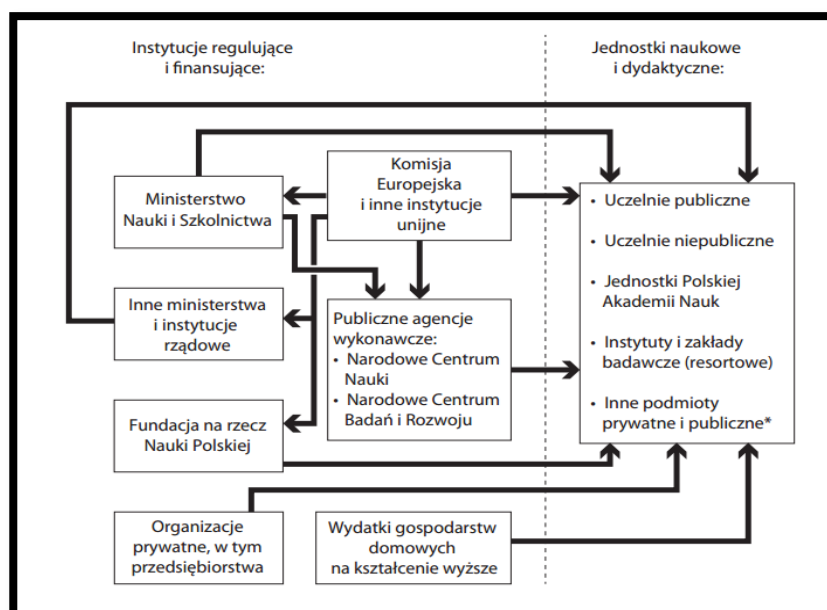 Instytucje regulujące
i finansujące:
Jednostki naukowe
i dydaktyczne:
Ministerstwo
Nauki i Szkolnictwa
Komisja
Europejska
i inne instytucje
unijne
Inne ministerstwa
i instytucje
rządowe
Publiczne agencje
wykonawcze:
• Narodowe Centrum
Nauki
• Narodowe Centrum
Badań i Rozwoju
Fundacja na rzecz
Nauki Polskiej
Organizacje
prywatne, w tym
przedsiębiorstwa
Wydatki gospodarstw
domowych
na kształcenie wyższe
• Uczelnie publiczne
• Uczelnie niepubliczne
• Jednostki Polskiej
Akademii Nauk
• Instytuty i zakłady
badawcze (resortowe)
• Inne podmioty
prywatne i publiczne*